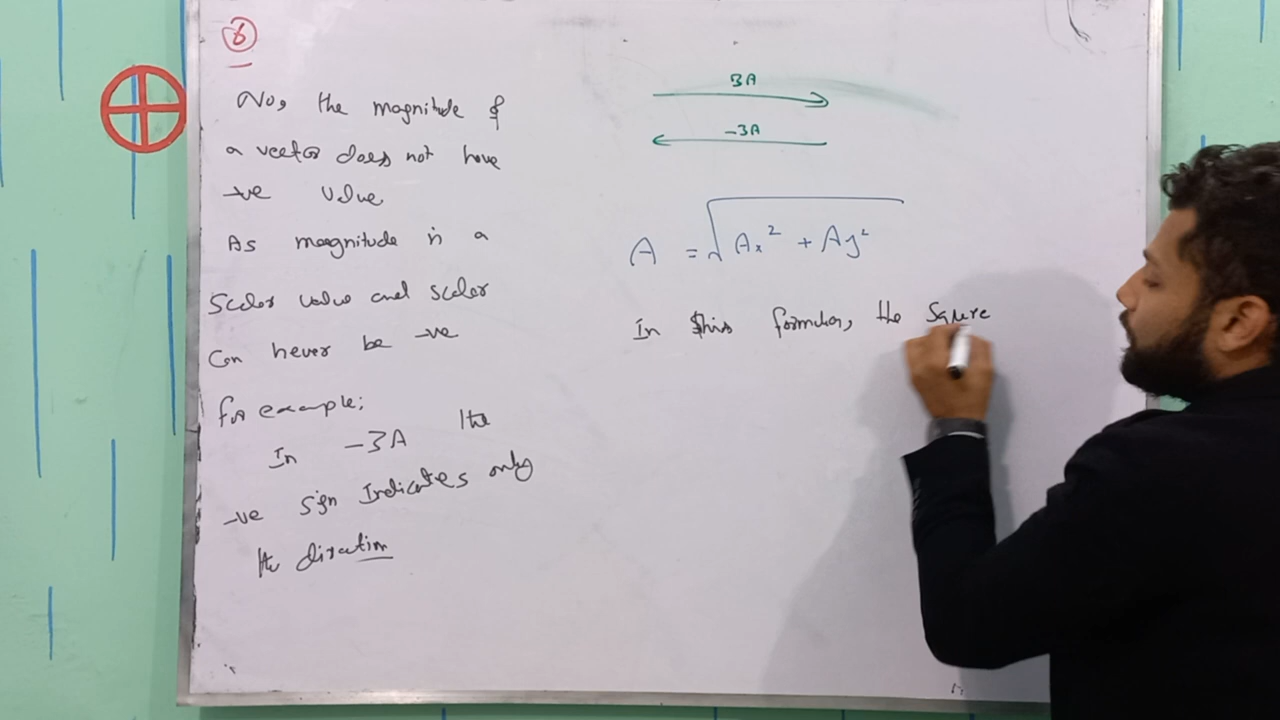 6
No, the magnitude of
a vector does not have
-ve value
As magnitude is a
Scalar value and scalar
Can never be -ve
for example;
In -3A the
-ve sign Indicates only
the direction
3A
-3A
A = √Ax² + Ay²
In this formula, the Square